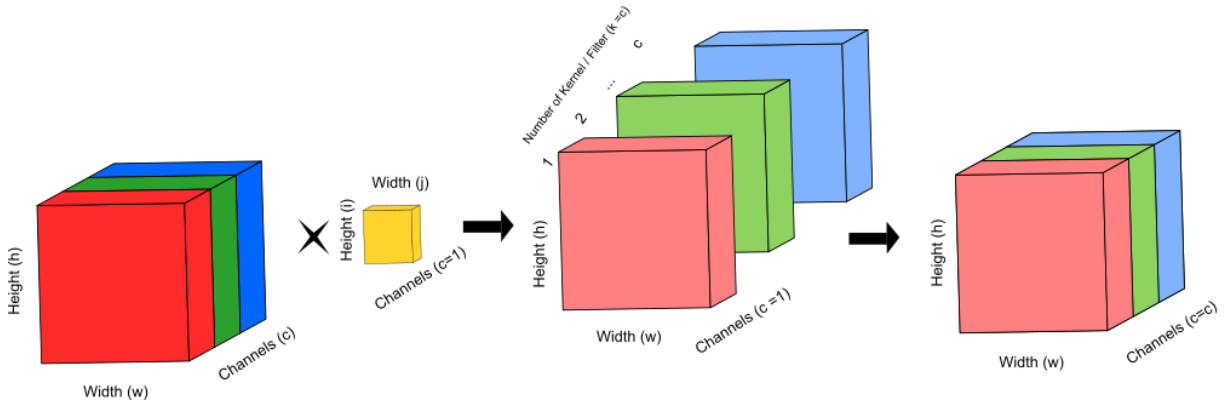 Height (h)
Width (w)
Channels (c)
Width (j)
Height (i)
Channels (c=1)
Number of Kernel / Filter (k =c)
1
2
...
c
Height (h)
Width (w)
Channels (c =1)
Height (h)
Width (w)
Channels (c=c)